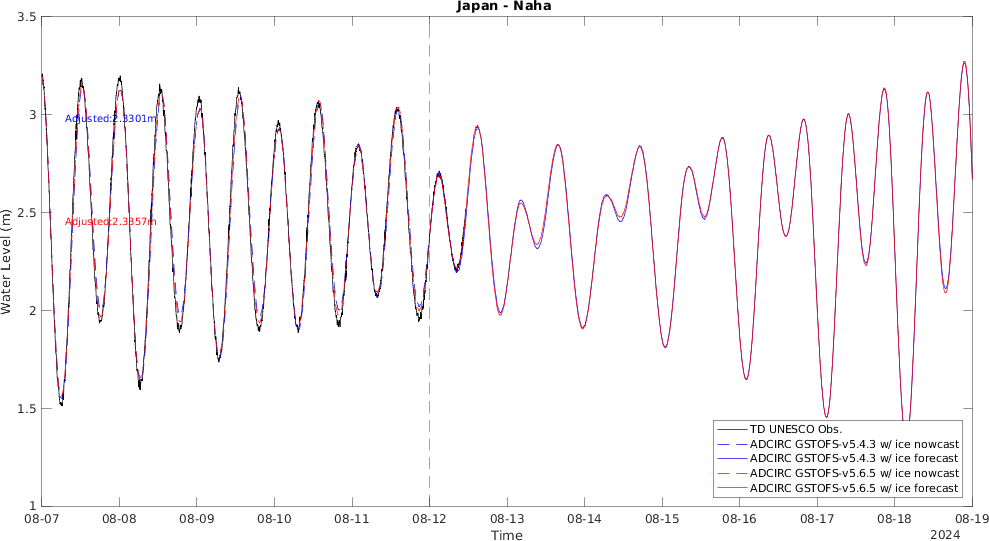 Japan - Naha
Water Level (m)
3.5
3
2.5
2
1.5
1
Adjusted:2.3301m
Adjusted:2.3357m
TD UNESCO Obs.
ADCIRC GSTOFS-v5.4.3 w/ ice nowcast
ADCIRC GSTOFS-v5.4.3 w/ ice forecast
ADCIRC GSTOFS-v5.6.5 w/ ice nowcast
ADCIRC GSTOFS-v5.6.5 w/ ice forecast
08-07 08-08 08-09 08-10 08-11 08-12 08-13 08-14 08-15 08-16 08-17 08-18 08-19
Time
2024